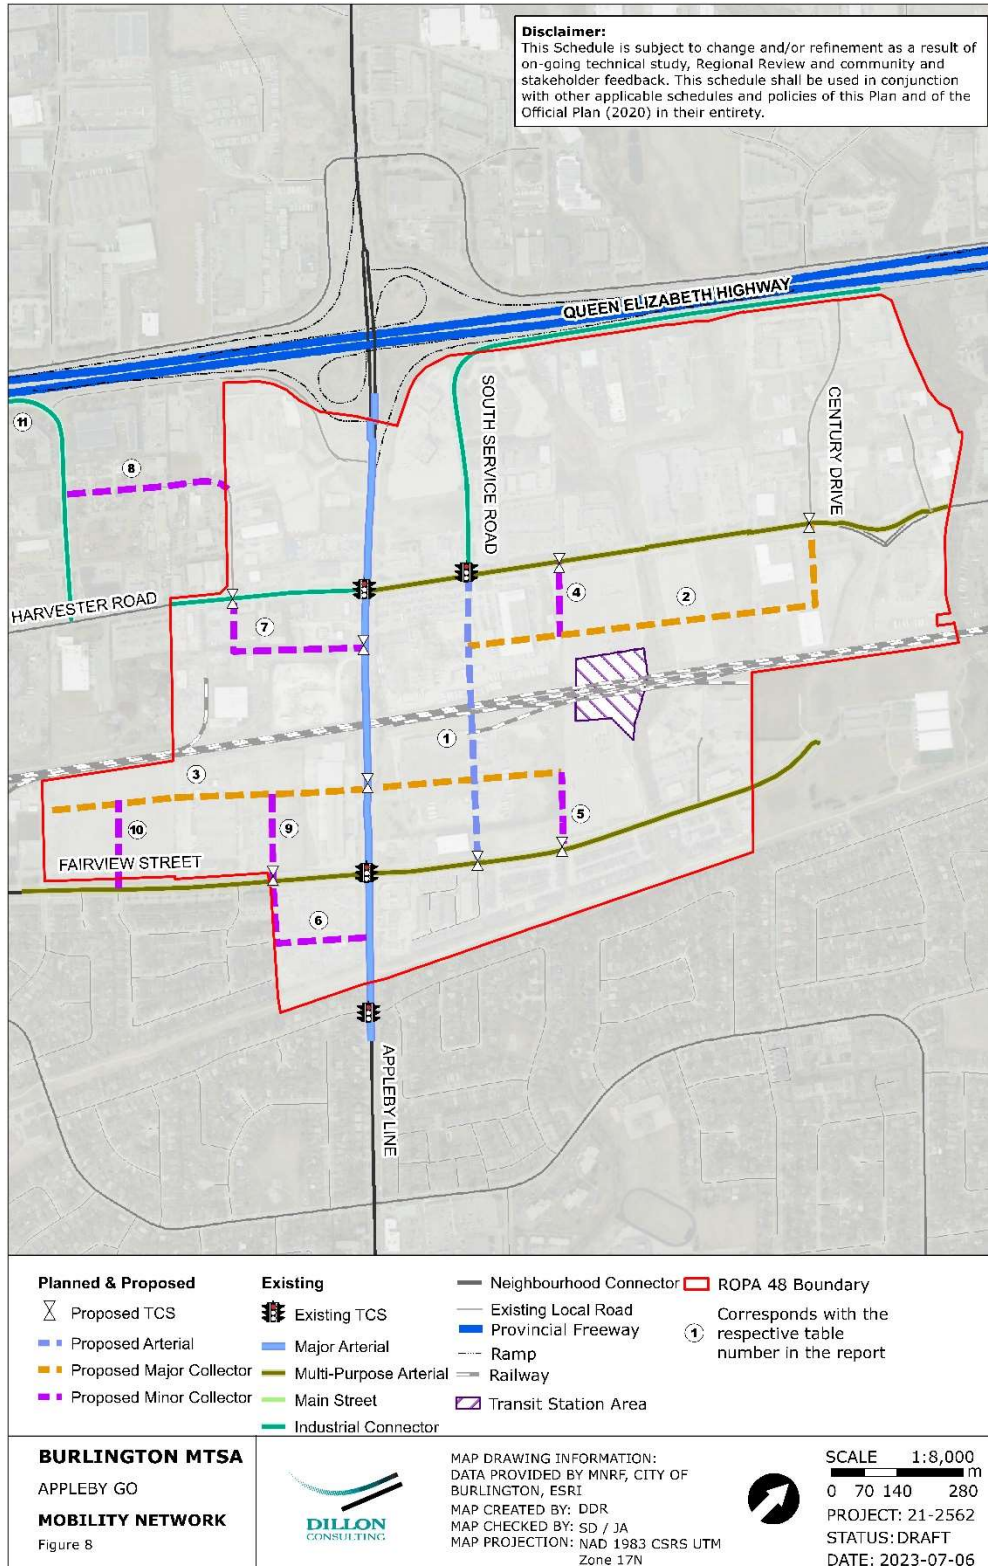 Disclaimer:
This Schedule is subject to change and/or refinement as a result of
on-going technical study, Regional Review and community and
stakeholder feedback. This schedule shall be used in conjunction
with other applicable schedules and policies of this Plan and of the
Official Plan (2020) in their entirety.
QUEEN ELIZABETH HIGHWAY
SOUTH SERVICE ROAD
CENTURY DRIVE
11
8
HARVESTER ROAD
7
4
2
1
3
10
9
5
FAIRVIEW STREET
6
APPLEBY LINE
Planned & Proposed
Proposed TCS
Proposed Arterial
Proposed Major Collector
Proposed Minor Collector
Existing
Existing TCS
Major Arterial
Multi-Purpose Arterial
Main Street
Industrial Connector
Neighbourhood Connector
Existing Local Road
Provincial Freeway
Ramp
Railway
Transit Station Area
ROPA 48 Boundary
1
Corresponds with the
respective table
number in the report
BURLINGTON MTSA
APPLEBY GO
MOBILITY NETWORK
Figure 8
DILLON
CONSULTING
MAP DRAWING INFORMATION:
DATA PROVIDED BY MNRF, CITY OF
BURLINGTON, ESRI
MAP CREATED BY: DDR
MAP CHECKED BY: SD / JA
MAP PROJECTION: NAD 1983 CSRS UTM
Zone 17N
SCALE 1:8,000
m
0 70 140 280
PROJECT: 21-2562
STATUS: DRAFT
DATE: 2023-07-06